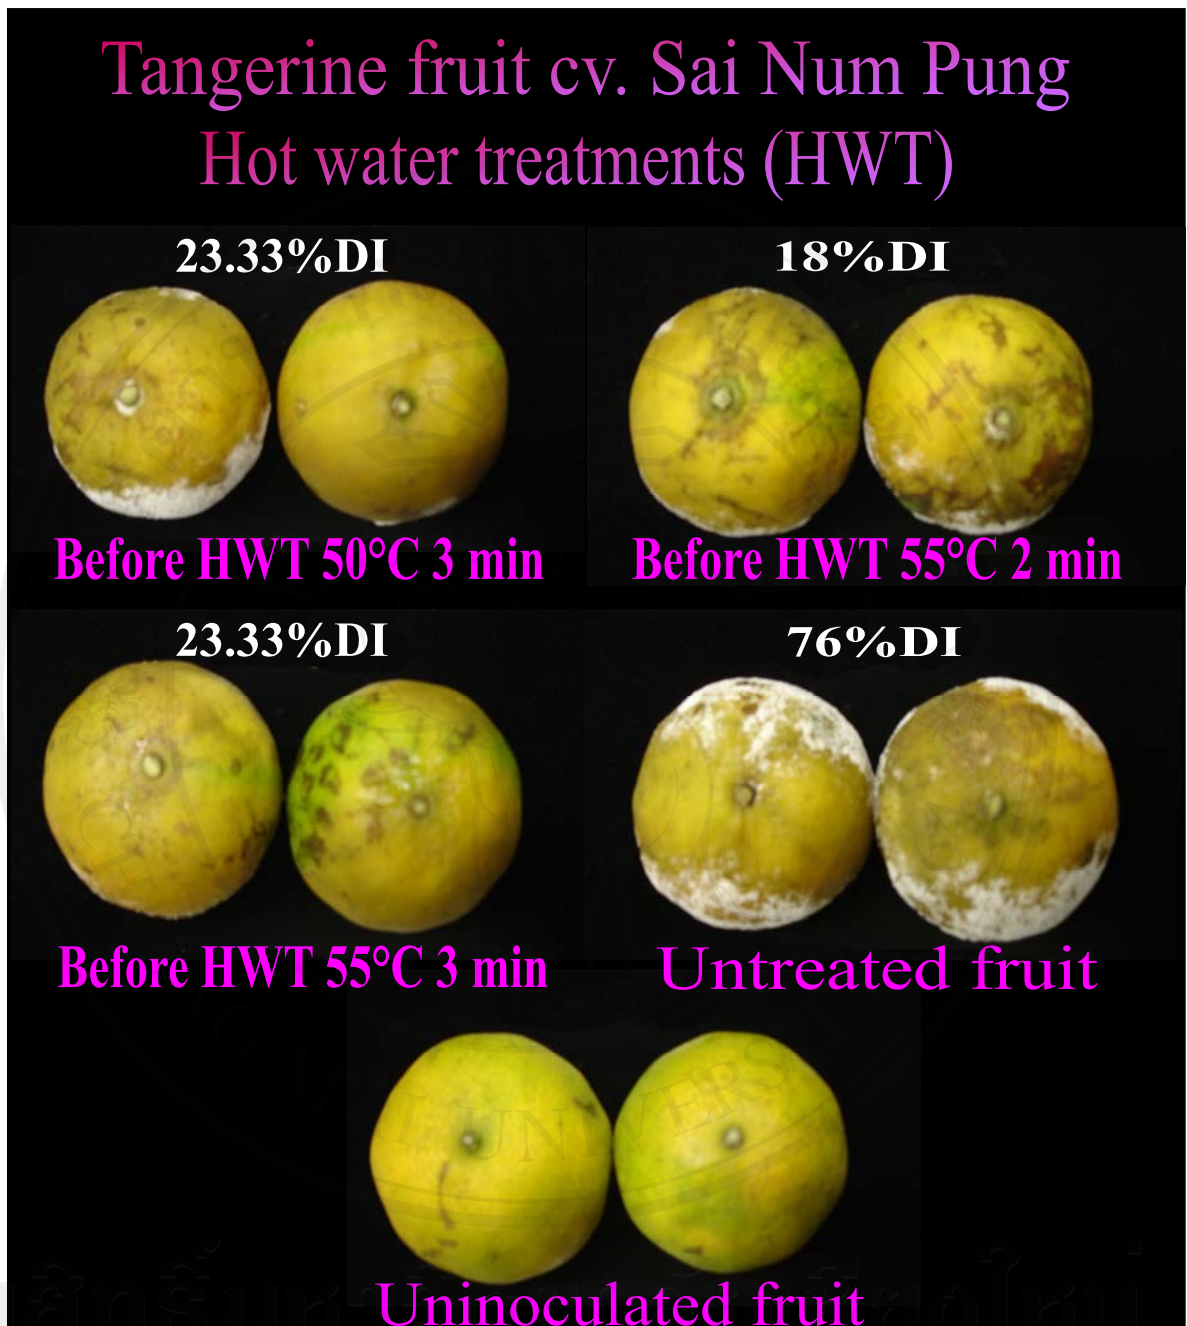 Tangerine fruit cv. Sai Num Pung
Hot water treatments (HWT)
23.33%DI
18%DI
Before HWT 50°C 3 min
Before HWT 55°C 2 min
23.33%DI
76%DI
Before HWT 55°C 3 min
Untreated fruit
Uninoculated fruit